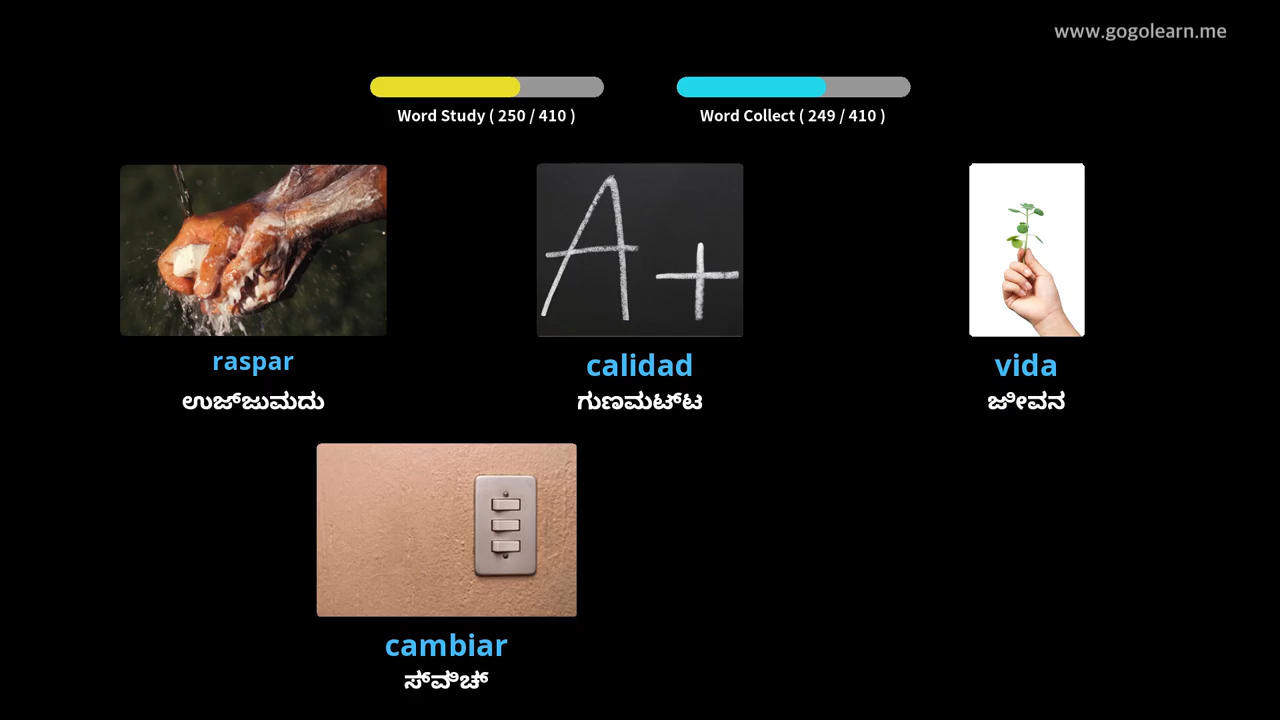 www.gogolearn.me
Word Study ( 250 / 410 )
Word Collect ( 249 / 410 )
raspar
ಉಜ್ಜುಮದು
calidad
ಗುಣಮಟ್ಟ
vida
ಜೀವನ
A+
cambiar
ಸ್ವಿಚ್